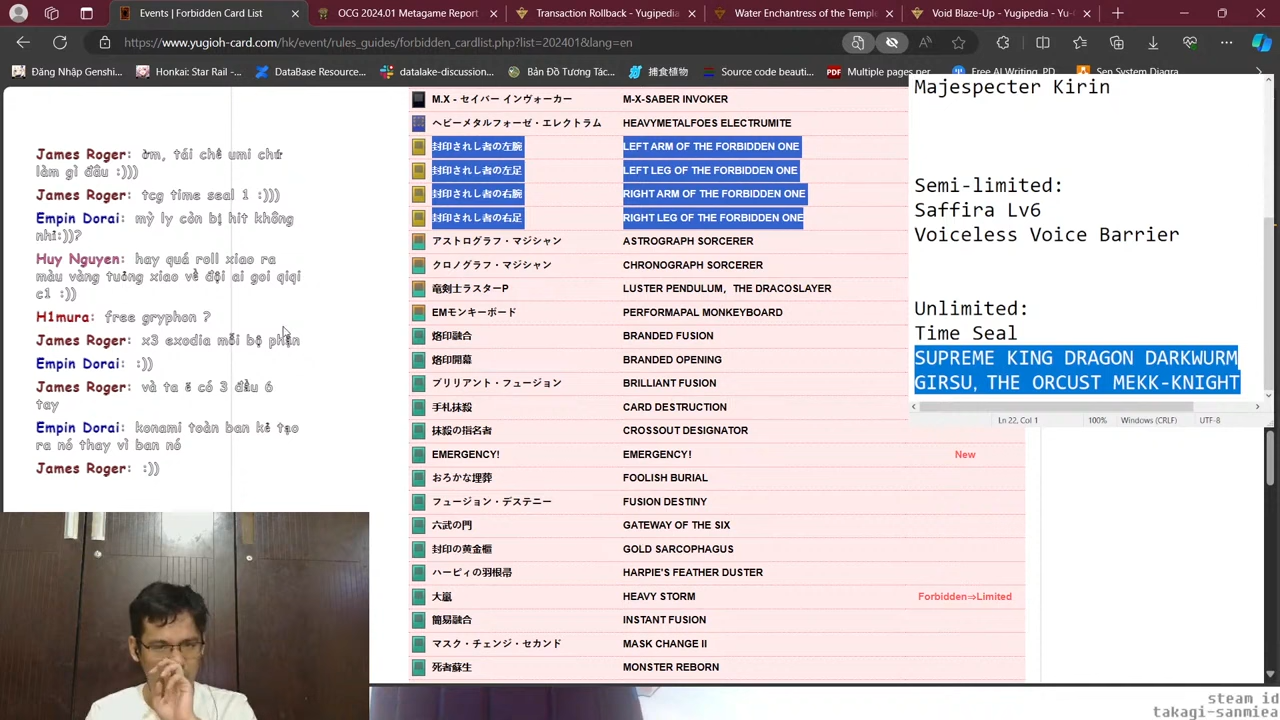 Events | Forbidden Card List
OCG 2024.01 Metagame Report
Transaction Rollback - Yugipedia
Water Enchantress of the Temple
Void Blaze-Up - Yugipedia - Yu-G
https://www.yugioh-card.com/hk/event/rules_guides/forbidden_cardlist.php?list=202401&lang=en
Đăng Nhập Genshi...
Honkai: Star Rail -...
DataBase Resource...
datalake-discussion...
Bản Đồ Tương Tác...
Source code beauti...
PDF Multiple pages per
Free AI Writing, PD
Sep System Diagra
James Roger: ờm, tái chế umi chứ
làm gì đâu :)))
James Roger: tcg time seal 1 :)))
Empin Dorai: mỹ ly còn bị hit không
nhỉ:))?
Huy Nguyen: hay quá roll xiao ra
màu vàng tưởng xiao về đội ai goi qiqi
c1 :))
H1mura: free gryphon ?
James Roger: x3 exodia mỗi bộ phận
Empin Dorai: :))
James Roger: và ta có 3 đầu 6
tay
Empin Dorai: konami toàn ban kẻ tạo
ra nó thay vì ban nó
James Roger: :))
M.X - セイバー インヴォーカー M-X-SABER INVOKER
ヘビーメタルフォーゼ・エレクトラム HEAVYMETALFOES ELECTRUMITE
封印されし者の左腕 LEFT ARM OF THE FORBIDDEN ONE
封印されし者の左足 LEFT LEG OF THE FORBIDDEN ONE
封印されし者の右腕 RIGHT ARM OF THE FORBIDDEN ONE
封印されし者の右足 RIGHT LEG OF THE FORBIDDEN ONE
アストログラフ・マジシャン ASTROGRAPH SORCERER
クロノグラフ・マジシャン CHRONOGRAPH SORCERER
竜剣士ラスターP LUSTER PENDULUM, THE DRACOSLAYER
EMモンキーボード PERFORMAPAL MONKEYBOARD
烙印融合 BRANDED FUSION
烙印開幕 BRANDED OPENING
ブリリアント・フュージョン BRILLIANT FUSION
手札抹殺 CARD DESTRUCTION
抹殺の指名者 CROSSOUT DESIGNATOR
EMERGENCY! EMERGENCY! New
おろかな埋葬 FOOLISH BURIAL
フュージョン・デステニー FUSION DESTINY
六武の門 GATEWAY OF THE SIX
封印の黄金櫃 GOLD SARCOPHAGUS
ハーピィの羽根帚 HARPIE'S FEATHER DUSTER
大嵐 HEAVY STORM Forbidden⇒Limited
簡易融合 INSTANT FUSION
マスク・チェンジ・セカンド MASK CHANGE II
死者蘇生 MONSTER REBORN
Majespecter Kirin
Semi-limited:
Saffira Lv6
Voiceless Voice Barrier
Unlimited:
Time Seal
SUPREME KING DRAGON DARKWURM
GIRSU, THE ORCUST MEKK-KNIGHT
Ln 22, Col 1 100% Windows (CRLF) UTF-8
steam id
takagi-sanmiea